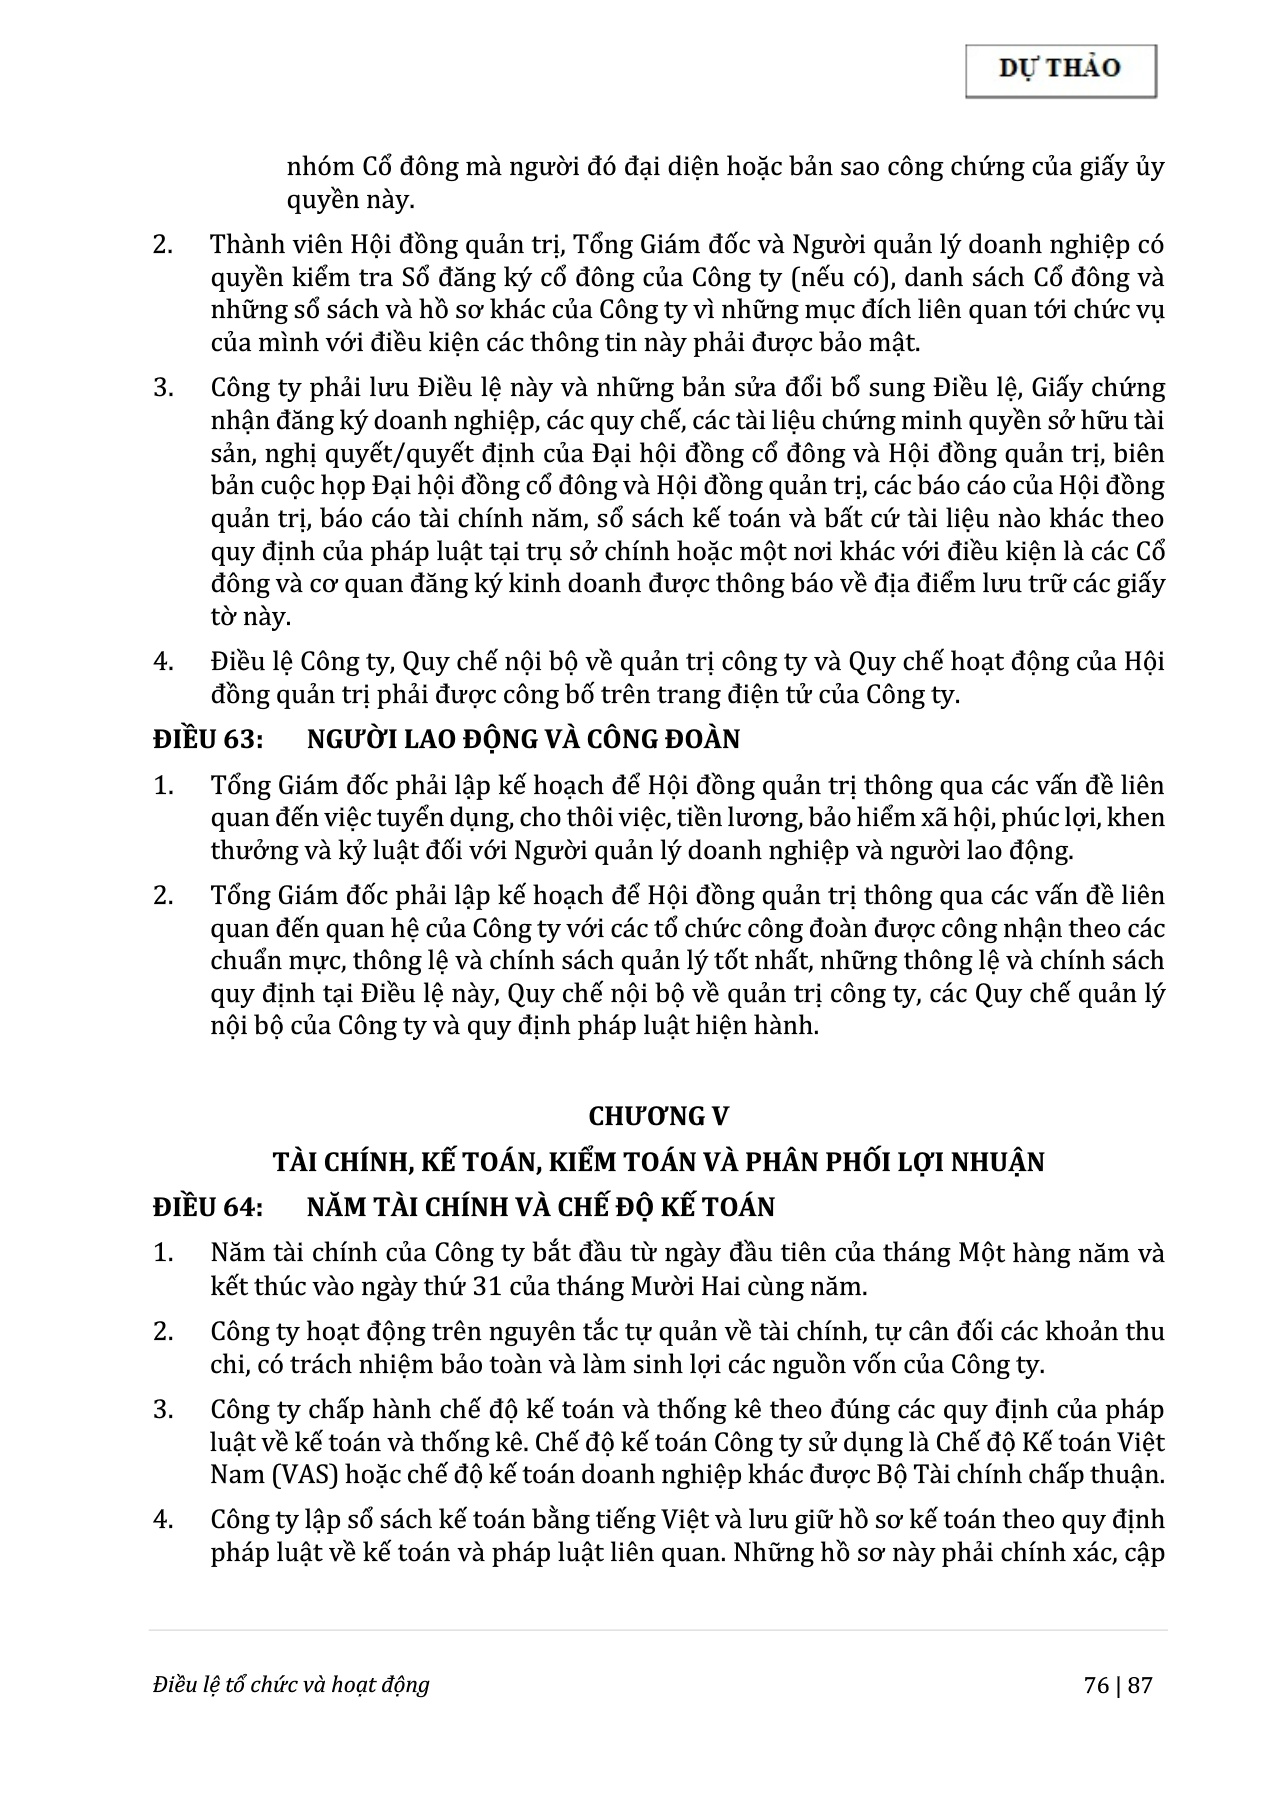 DỰ THẢO
nhóm Cổ đông mà người đó đại diện hoặc bản sao công chứng của giấy ủy
quyền này.
2. Thành viên Hội đồng quản trị, Tổng Giám đốc và Người quản lý doanh nghiệp có
quyền kiểm tra Sổ đăng ký cổ đông của Công ty (nếu có), danh sách Cổ đông và
những sổ sách và hồ sơ khác của Công ty vì những mục đích liên quan tới chức vụ
của mình với điều kiện các thông tin này phải được bảo mật.
3. Công ty phải lưu Điều lệ này và những bản sửa đổi bổ sung Điều lệ, Giấy chứng
nhận đăng ký doanh nghiệp, các quy chế, các tài liệu chứng minh quyền sở hữu tài
sản, nghị quyết/quyết định của Đại hội đồng cổ đông và Hội đồng quản trị, biên
bản cuộc họp Đại hội đồng cổ đông và Hội đồng quản trị, các báo cáo của Hội đồng
quản trị, báo cáo tài chính năm, sổ sách kế toán và bất cứ tài liệu nào khác theo
quy định của pháp luật tại trụ sở chính hoặc một nơi khác với điều kiện là các Cổ
đông và cơ quan đăng ký kinh doanh được thông báo về địa điểm lưu trữ các giấy
tờ này.
4. Điều lệ Công ty, Quy chế nội bộ về quản trị công ty và Quy chế hoạt động của Hội
đồng quản trị phải được công bố trên trang điện tử của Công ty.
ĐIỀU 63: NGƯỜI LAO ĐỘNG VÀ CÔNG ĐOÀN
1. Tổng Giám đốc phải lập kế hoạch để Hội đồng quản trị thông qua các vấn đề liên
quan đến việc tuyển dụng, cho thôi việc, tiền lương, bảo hiểm xã hội, phúc lợi, khen
thưởng và kỷ luật đối với Người quản lý doanh nghiệp và người lao động.
2. Tổng Giám đốc phải lập kế hoạch để Hội đồng quản trị thông qua các vấn đề liên
quan đến quan hệ của Công ty với các tổ chức công đoàn được công nhận theo các
chuẩn mực, thông lệ và chính sách quản lý tốt nhất, những thông lệ và chính sách
quy định tại Điều lệ này, Quy chế nội bộ về quản trị công ty, các Quy chế quản lý
nội bộ của Công ty và quy định pháp luật hiện hành.
CHƯƠNG V
TÀI CHÍNH, KẾ TOÁN, KIỂM TOÁN VÀ PHÂN PHỐI LỢI NHUẬN
ĐIỀU 64: NĂM TÀI CHÍNH VÀ CHẾ ĐỘ KẾ TOÁN
1. Năm tài chính của Công ty bắt đầu từ ngày đầu tiên của tháng Một hàng năm và
kết thúc vào ngày thứ 31 của tháng Mười Hai cùng năm.
2. Công ty hoạt động trên nguyên tắc tự quản về tài chính, tự cân đối các khoản thu
chi, có trách nhiệm bảo toàn và làm sinh lợi các nguồn vốn của Công ty.
3. Công ty chấp hành chế độ kế toán và thống kê theo đúng các quy định của pháp
luật về kế toán và thống kê. Chế độ kế toán Công ty sử dụng là Chế độ Kế toán Việt
Nam (VAS) hoặc chế độ kế toán doanh nghiệp khác được Bộ Tài chính chấp thuận.
4. Công ty lập sổ sách kế toán bằng tiếng Việt và lưu giữ hồ sơ kế toán theo quy định
pháp luật về kế toán và pháp luật liên quan. Những hồ sơ này phải chính xác, cập
Điều lệ tổ chức và hoạt động 76 | 87